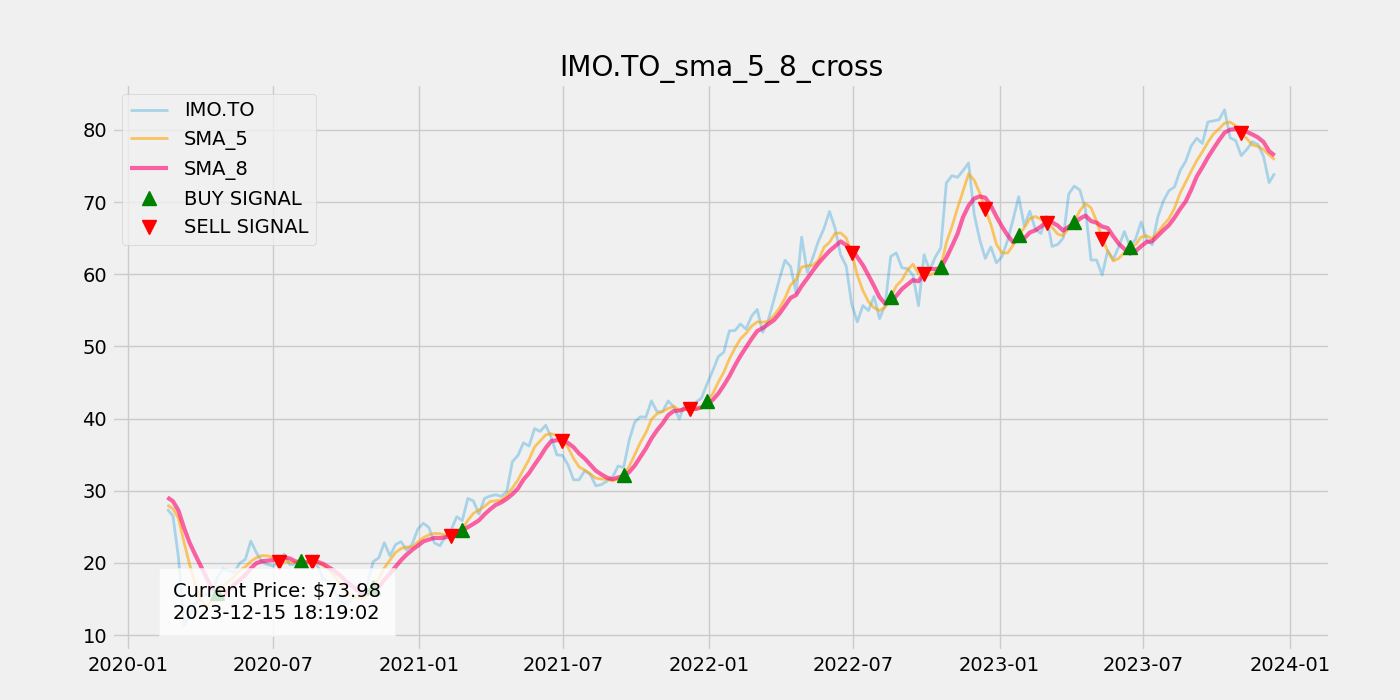 IMO.TO_sma_5_8_cross
IMO.TO
SMA_5
SMA_8
BUY SIGNAL
SELL SIGNAL
80
70
60
50
40
30
20
10
Current Price: $73.98
2023-12-15 18:19:02
2020-01 2020-07 2021-01 2021-07 2022-01 2022-07 2023-01 2023-07 2024-01